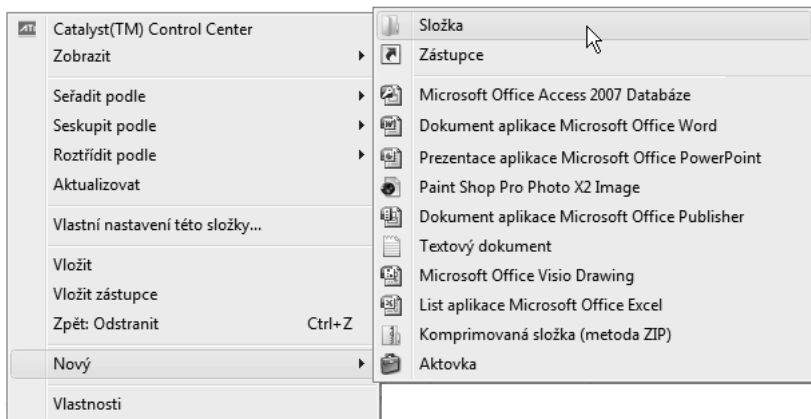 Catalyst(TM) Control Center
Zobrazit
Seřadit podle
Seskupit podle
Roztřídit podle
Aktualizovat
Vlastní nastavení této složky...
Vložit
Vložit zástupce
Zpět: Odstranit Ctrl+Z
Nový
Vlastnosti
Složka
Zástupce
Microsoft Office Access 2007 Databáze
Dokument aplikace Microsoft Office Word
Prezentace aplikace Microsoft Office PowerPoint
Paint Shop Pro Photo X2 Image
Dokument aplikace Microsoft Office Publisher
Textový dokument
Microsoft Office Visio Drawing
List aplikace Microsoft Office Excel
Komprimovaná složka (metoda ZIP)
Aktovka